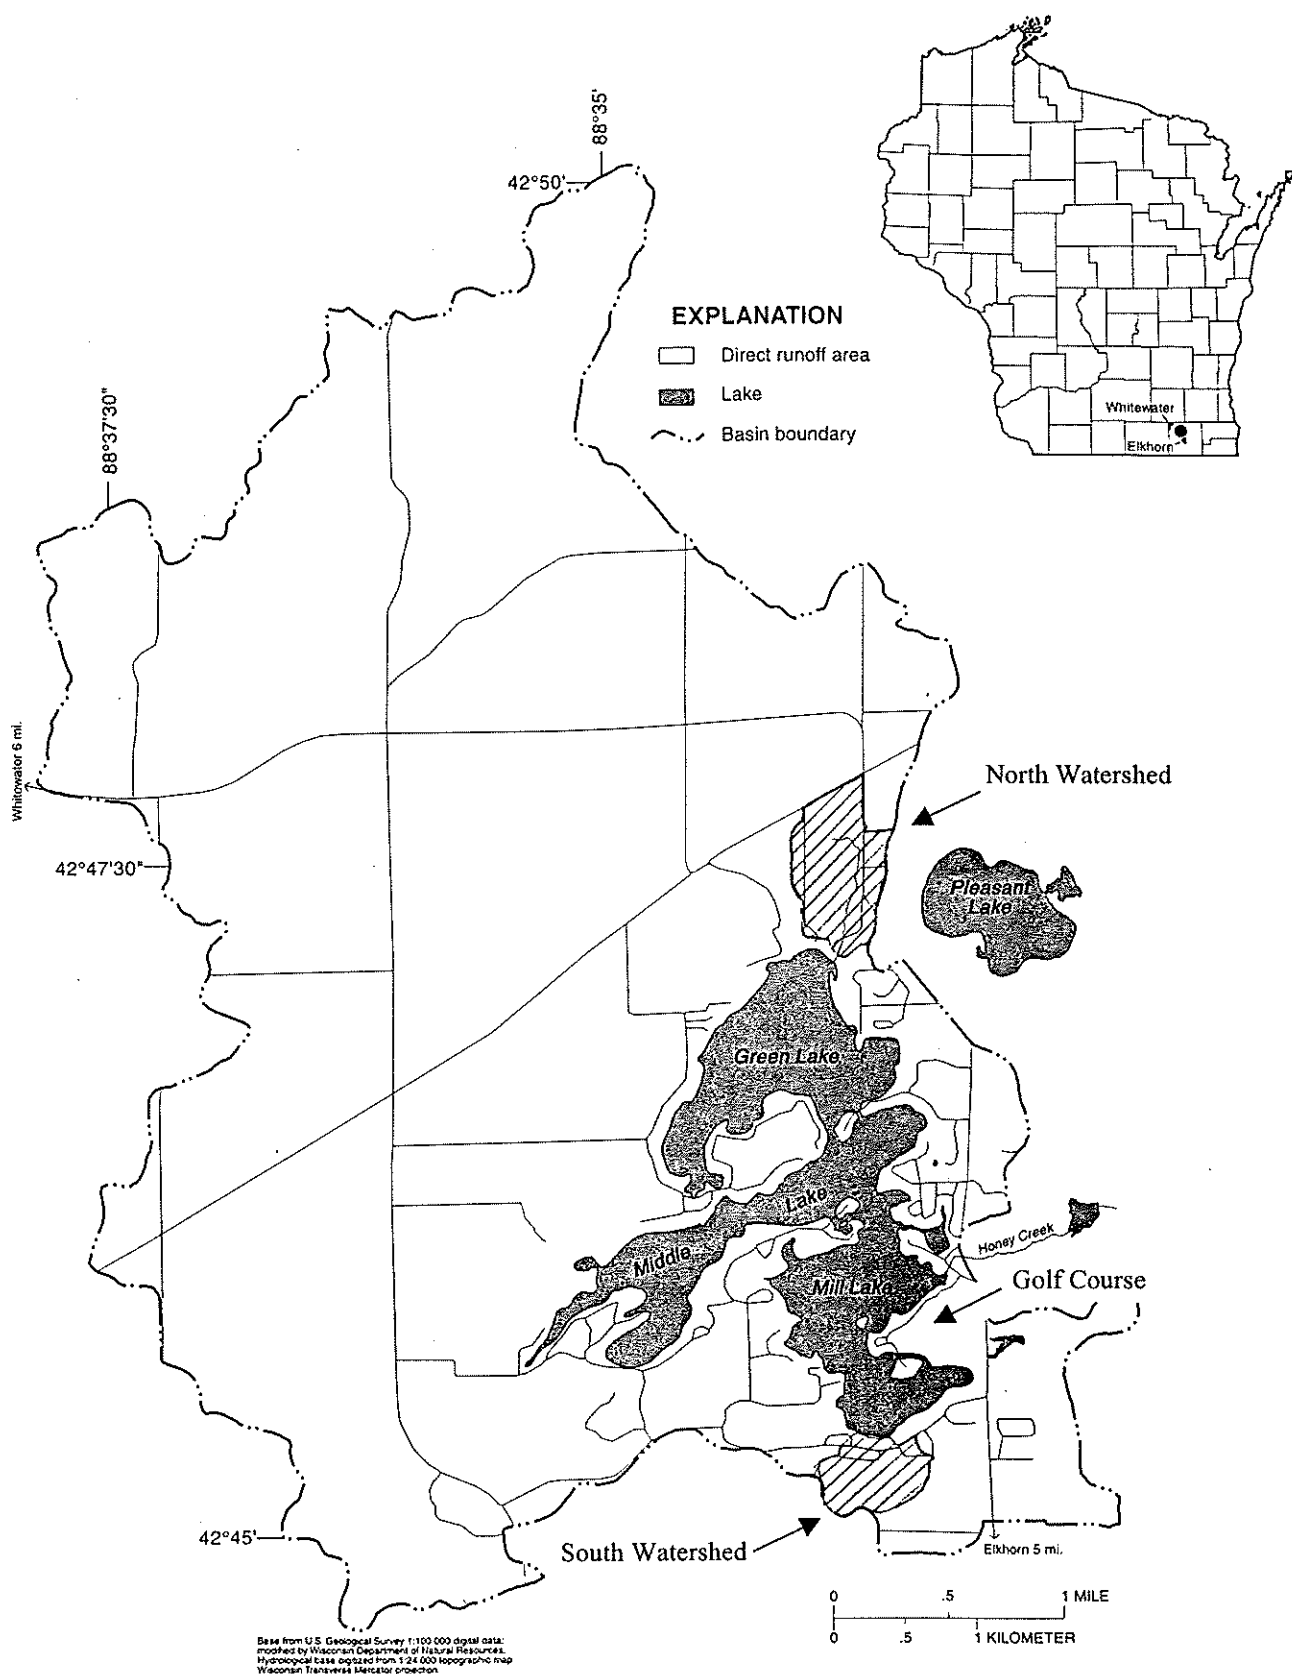 88°35'
42°50'
EXPLANATION
Direct runoff area
Lake
Basin boundary
Whitewater
Elkhorn
88°37'30"
Whitewater 6 mi.
North Watershed
42°47'30"
Pleasant
Lake
Green Lake
Lake
Middle
Honey Creek
Golf Course
Mill Lake
42°45'
South Watershed
Elkhorn 5 mi.
0 .5 1 MILE
0 .5 1 KILOMETER
Base from U.S. Geological Survey 1:100 000 digital data;
modified by Wisconsin Department of Natural Resources.
Hydrological base digitized from 1:24 000 topographic map
Wisconsin Transverse Mercator projection